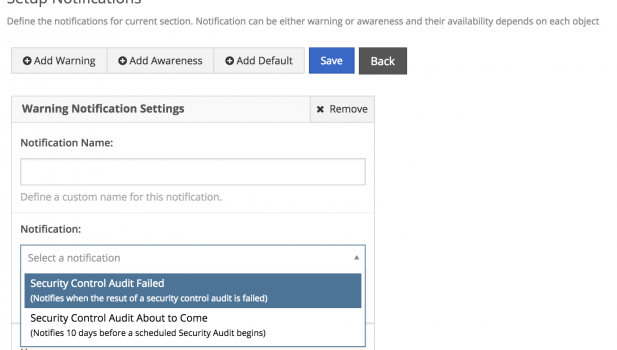 Setup Notifications
Define the notifications for current section. Notification can be either warning or awareness and their availability depends on each object
Add Warning
Add Awareness
Add Default
Save
Back
Warning Notification Settings
Remove
Notification Name:
Define a custom name for this notification.
Notification:
Select a notification
Security Control Audit Failed
(Notifies when the resut of a security control audit is failed)
Security Control Audit About to Come
(Notifies 10 days before a scheduled Security Audit begins)